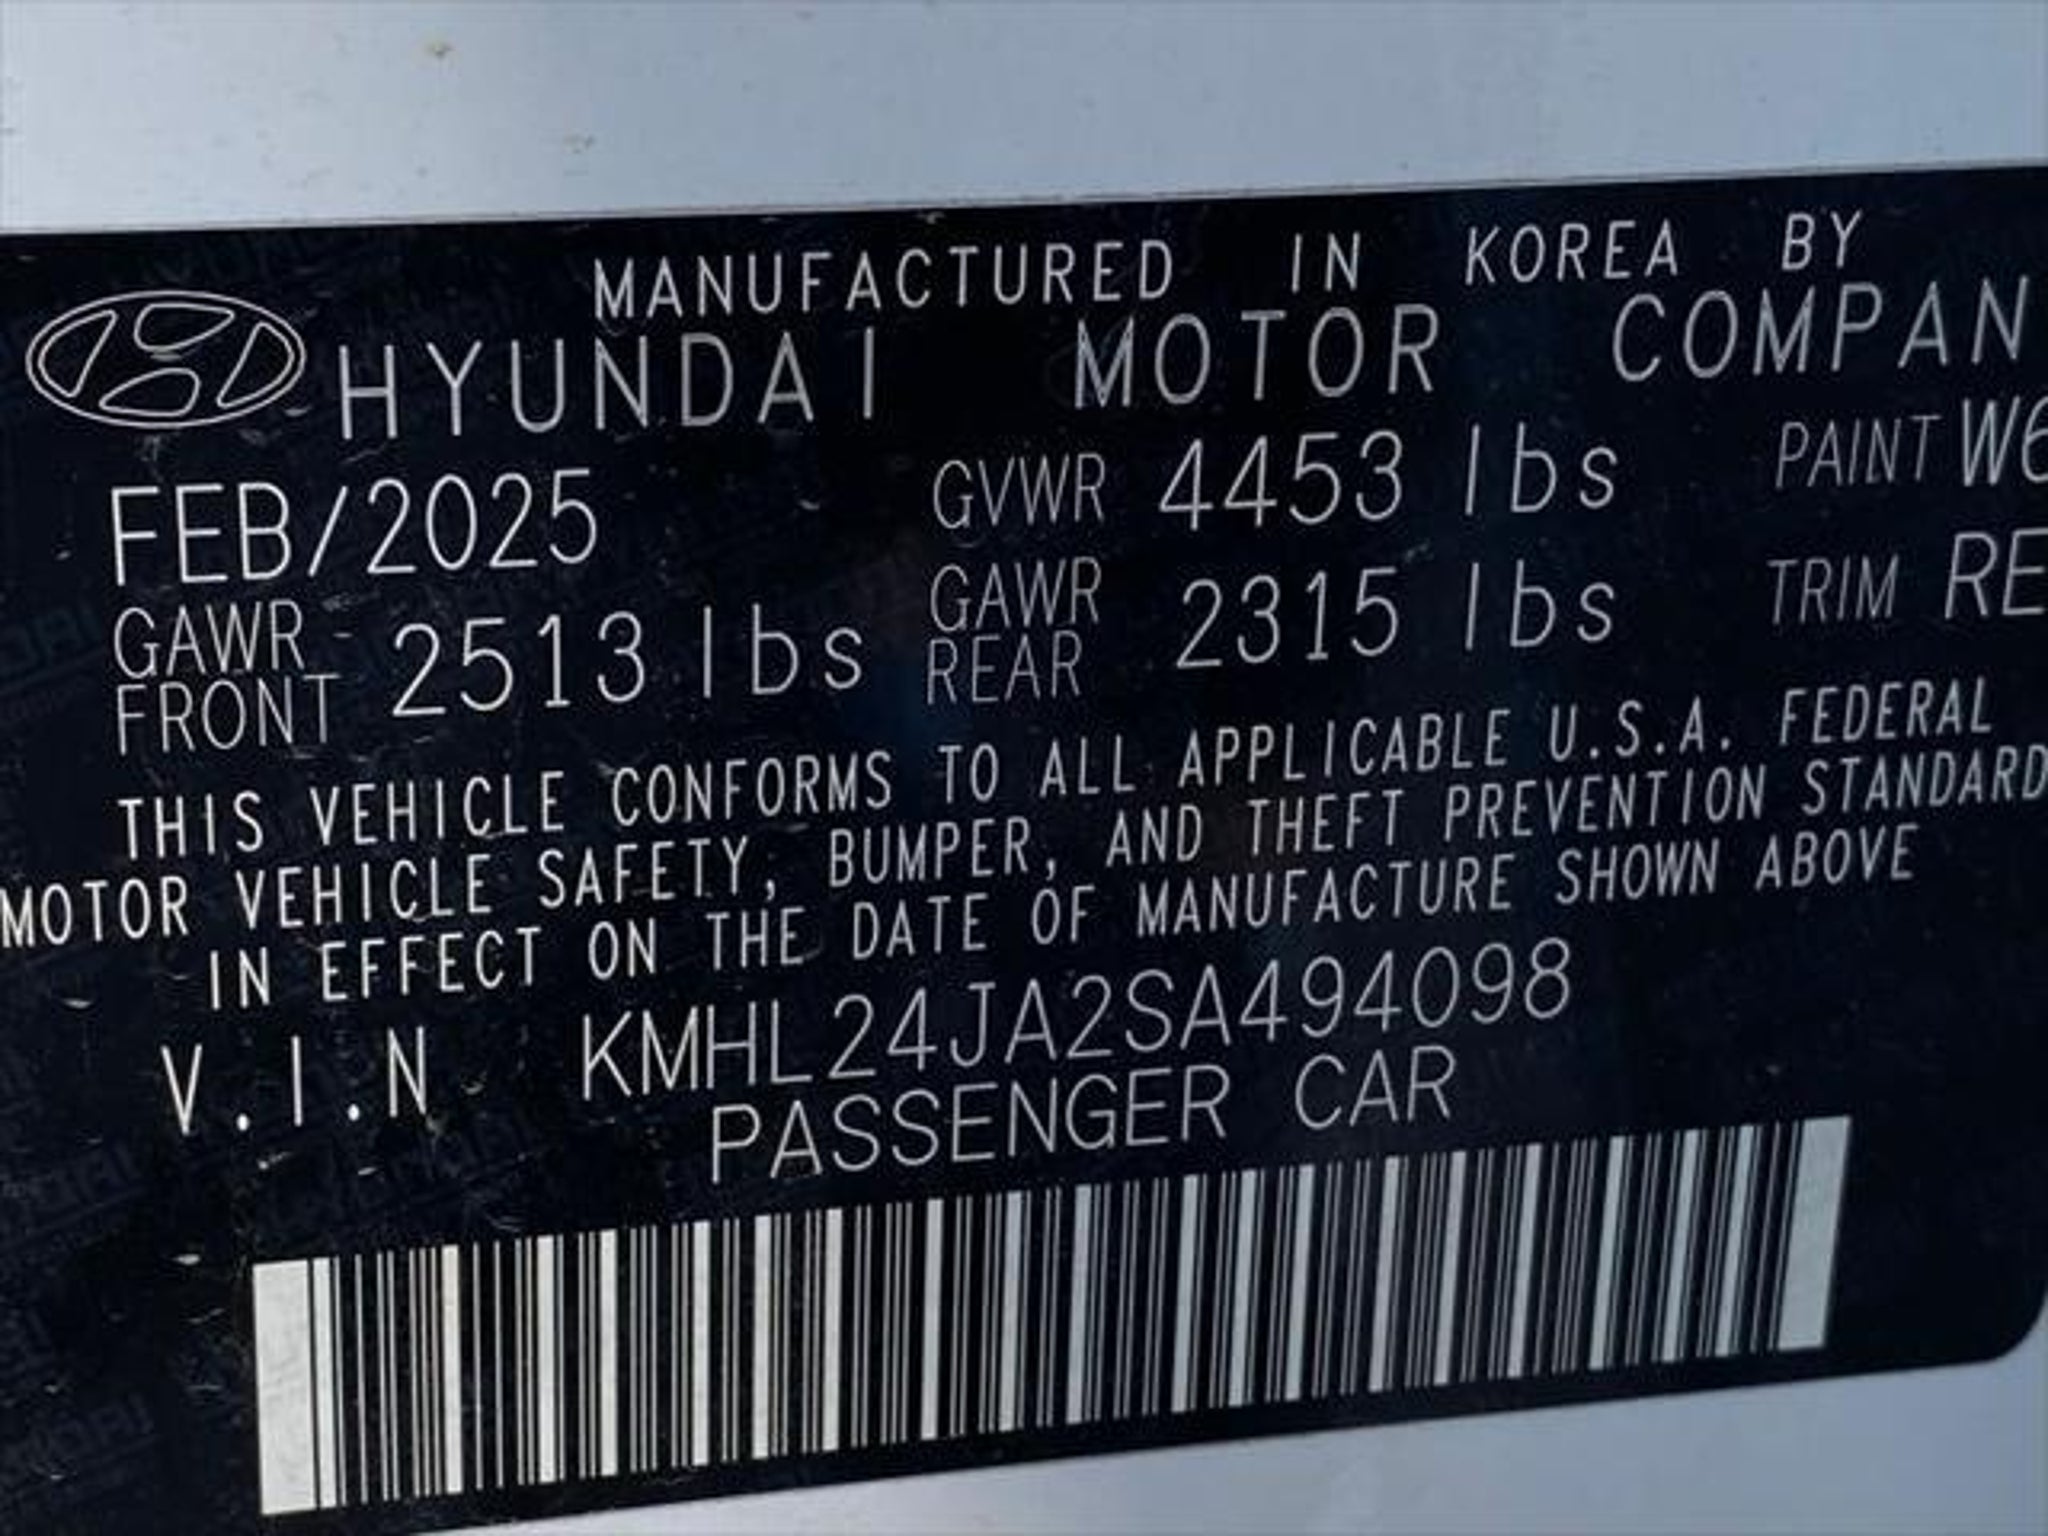 MANUFACTURED IN KOREA BY
HYUNDAI MOTOR COMPAN
FEB/2025 GVWR 4453 lbs PAINT W6
GAWR FRONT 2513 lbs GAWR REAR 2315 lbs TRIM RE
THIS VEHICLE CONFORMS TO ALL APPLICABLE U.S.A. FEDERAL
MOTOR VEHICLE SAFETY, BUMPER, AND THEFT PREVENTION STANDARD
IN EFFECT ON THE DATE OF MANUFACTURE SHOWN ABOVE
V.I.N KMHL24JA2SA494098
PASSENGER CAR